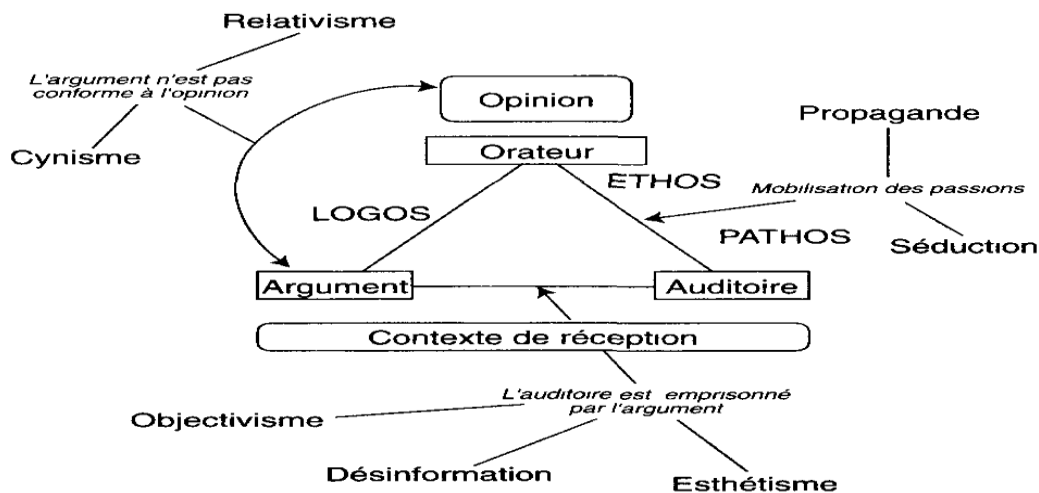 Relativisme
L'argument n'est pas
conforme à l'opinion
Opinion
Propagande
Cynisme
Orateur
ETHOS
Mobilisation des passions
LOGOS
PATHOS
Séduction
Argument
Auditoire
Contexte de réception
L'auditoire est emprisonné
par l'argument
Objectivisme
Désinformation
Esthétisme